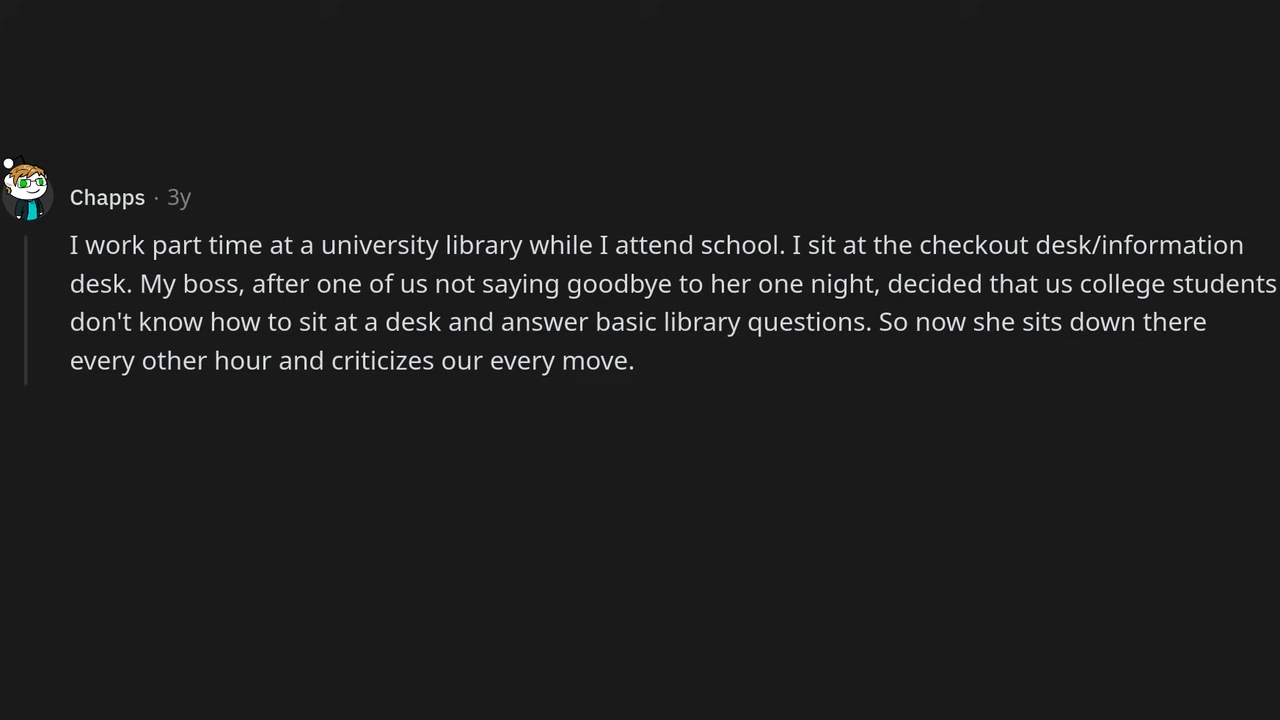 Chapps · 3y
I work part time at a university library while I attend school. I sit at the checkout desk/information
desk. My boss, after one of us not saying goodbye to her one night, decided that us college students
don't know how to sit at a desk and answer basic library questions. So now she sits down there
every other hour and criticizes our every move.